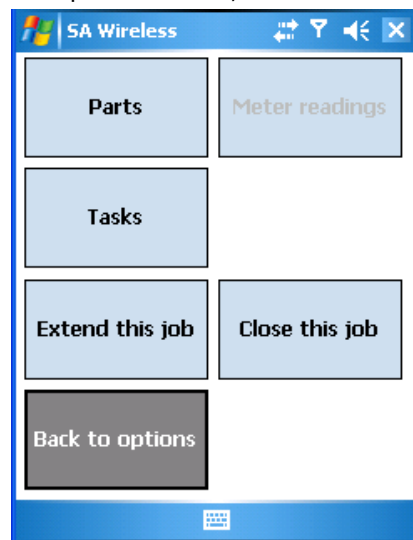 SA Wireless
Parts
Meter readings
Tasks
Extend this job
Close this job
Back to options